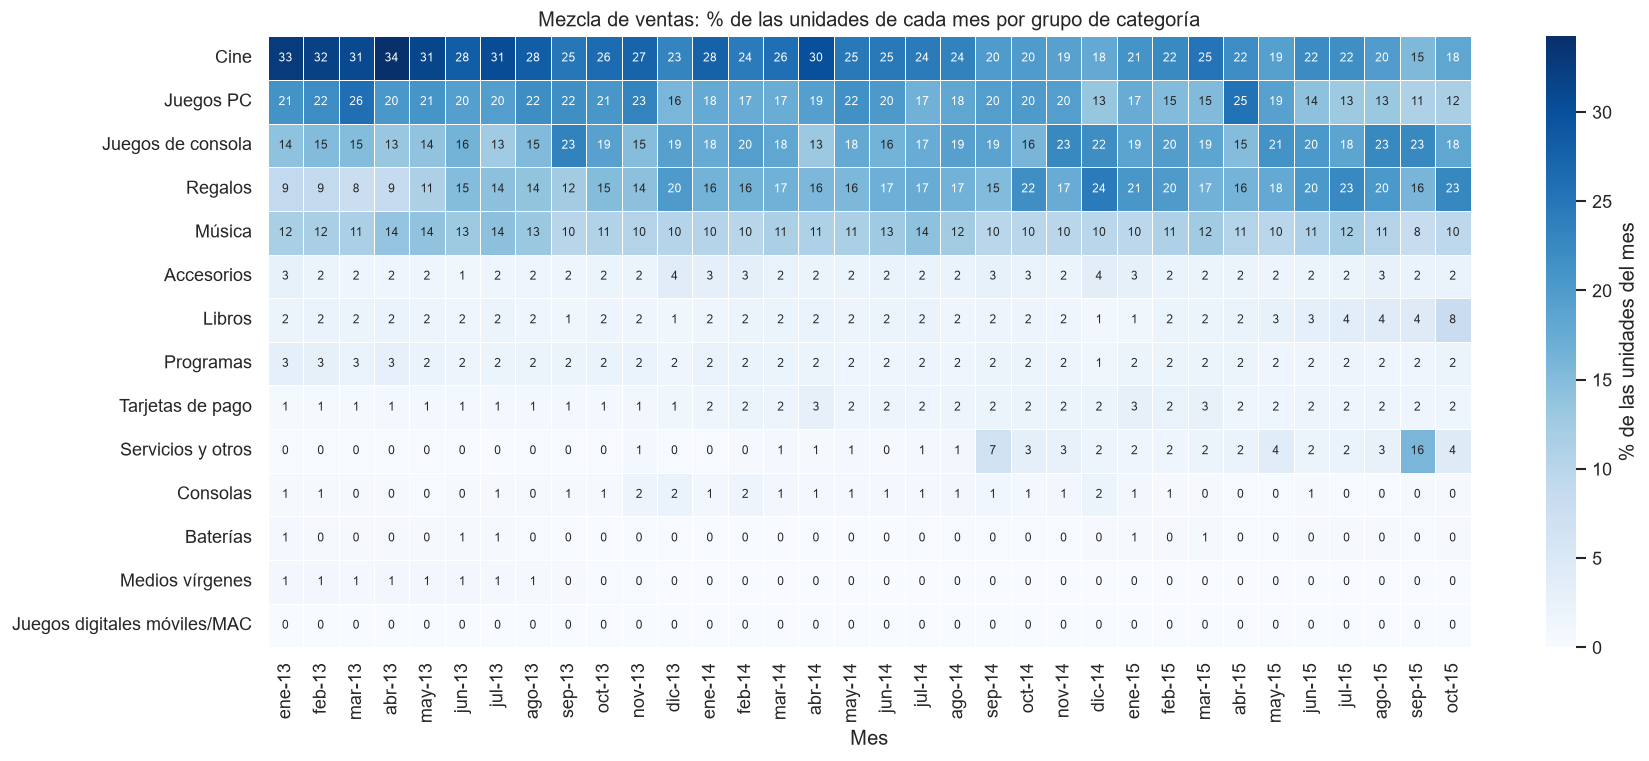 Mezcla de ventas: % de las unidades de cada mes por grupo de categoría
Cine 33 32 31 34 31 28 31 28 25 26 27 23 28 24 26 30 25 25 24 24 20 20 19 18 21 22 25 22 19 22 22 20 15 18
Juegos PC 21 22 26 20 21 20 20 22 22 21 23 16 18 17 17 19 22 20 17 18 20 20 20 13 17 15 15 25 19 14 13 13 11 12
Juegos de consola 14 15 15 13 14 16 13 15 23 19 15 19 18 20 18 13 18 16 17 19 19 16 23 22 19 20 19 15 21 20 18 23 23 18
Regalos 9 9 8 9 11 15 14 14 12 15 14 20 16 16 17 16 16 17 17 17 15 22 17 24 21 20 17 16 18 20 23 20 16 23
Música 12 12 11 14 14 13 14 13 10 11 10 10 10 10 11 11 11 13 14 12 10 10 10 10 10 11 12 11 10 11 12 11 8 10
Accesorios 3 2 2 2 2 1 2 2 2 2 2 4 3 3 2 2 2 2 2 2 3 3 2 4 3 2 2 2 2 2 2 3 2 2
Libros 2 2 2 2 2 2 2 2 1 2 2 1 2 2 2 2 2 2 2 2 2 2 2 1 1 2 2 2 3 3 4 4 4 8
Programas 3 3 3 3 2 2 2 2 2 2 2 2 2 2 2 2 2 2 2 2 2 2 2 1 2 2 2 2 2 2 2 2 2 2
Tarjetas de pago 1 1 1 1 1 1 1 1 1 1 1 1 2 2 2 3 2 2 2 2 2 2 2 2 3 2 3 2 2 2 2 2 2 2
Servicios y otros 0 0 0 0 0 0 0 0 0 0 1 0 0 0 1 1 1 0 1 1 7 3 3 2 2 2 2 2 4 2 2 3 16 4
Consolas 1 1 0 0 0 0 1 0 1 1 2 2 1 2 1 1 1 1 1 1 1 1 1 2 1 1 0 0 0 1 0 0 0 0
Baterías 1 0 0 0 0 1 1 0 0 0 0 0 0 0 0 0 0 0 0 0 0 0 0 0 1 0 1 0 0 0 0 0 0 0
Medios vírgenes 1 1 1 1 1 1 1 1 0 0 0 0 0 0 0 0 0 0 0 0 0 0 0 0 0 0 0 0 0 0 0 0 0 0
Juegos digitales móviles/MAC 0 0 0 0 0 0 0 0 0 0 0 0 0 0 0 0 0 0 0 0 0 0 0 0 0 0 0 0 0 0 0 0 0 0
ene-13 feb-13 mar-13 abr-13 may-13 jun-13 jul-13 ago-13 sep-13 oct-13 nov-13 dic-13 ene-14 feb-14 mar-14 abr-14 may-14 jun-14 jul-14 ago-14 sep-14 oct-14 nov-14 dic-14 ene-15 feb-15 mar-15 abr-15 may-15 jun-15 jul-15 ago-15 sep-15 oct-15
Mes
30
25
20
15
10
5
0
% de las unidades del mes